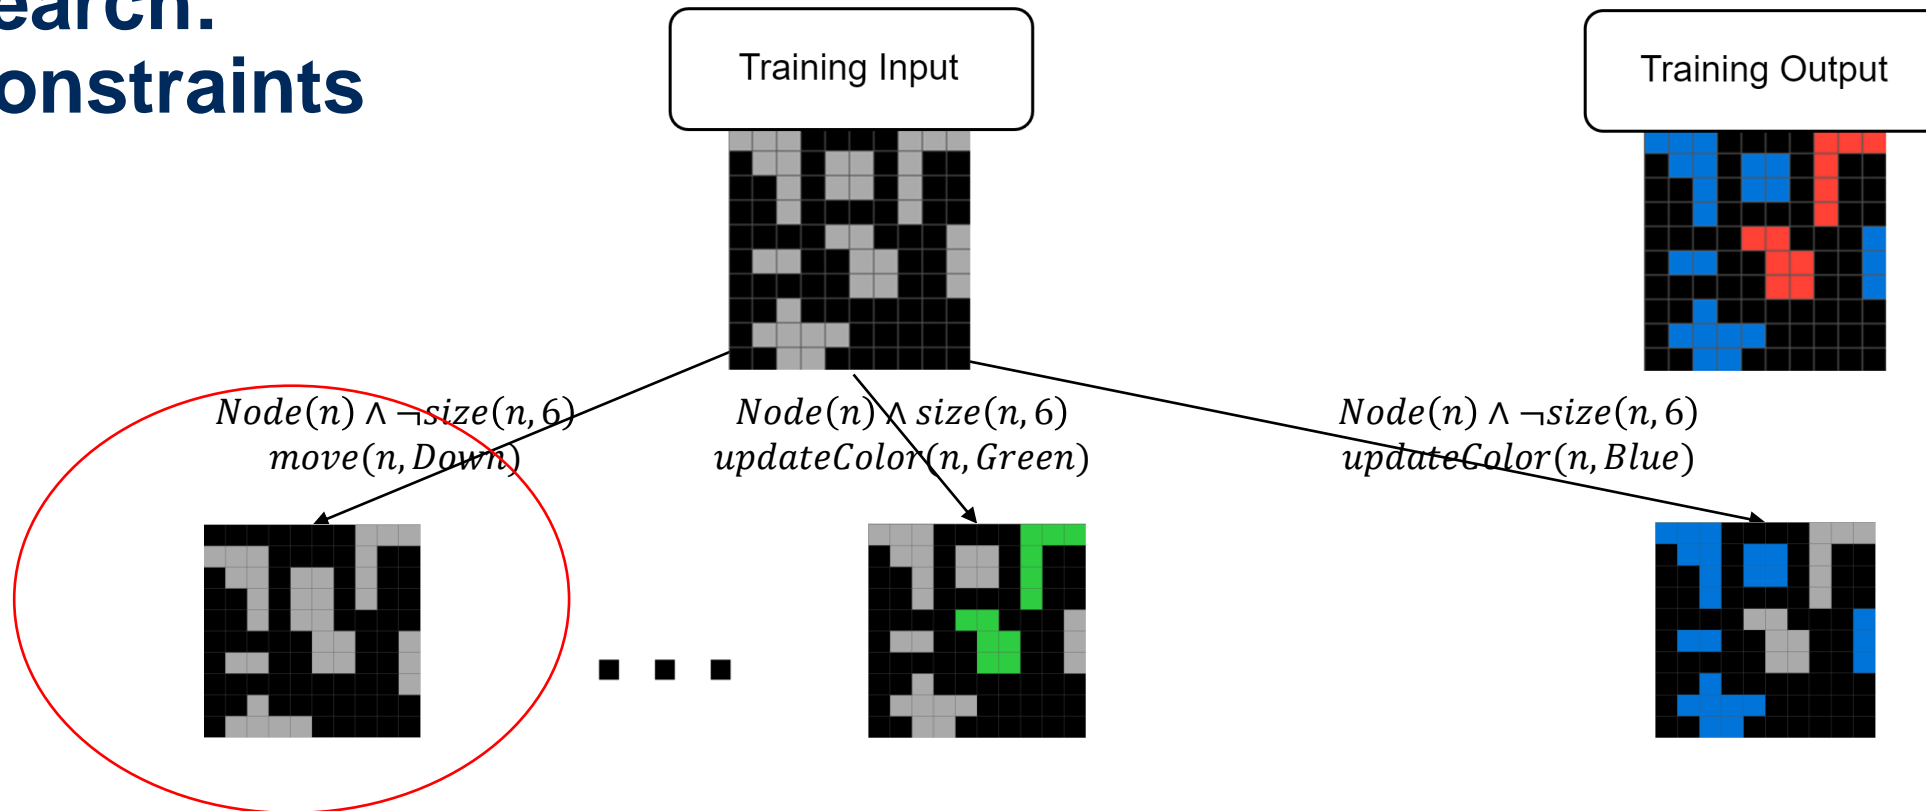 earch:
onstraints
Training Input
Training Output
Node(n) ∧ ¬size(n, 6)
move(n, Down)
Node(n) ∧ size(n, 6)
updateColor(n, Green)
Node(n) ∧ ¬size(n, 6)
updateColor(n, Blue)